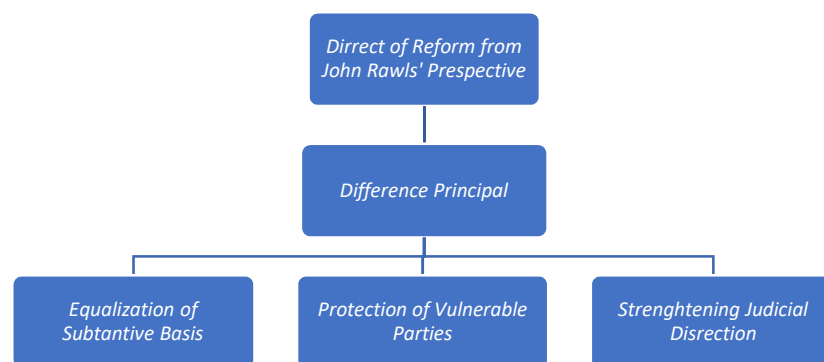 Dirrect of Reform from
John Rawls' Prespective
Difference Principal
Equalization of
Subtantive Basis
Protection of Vulnerable
Parties
Strenghtening Judicial
Disrection